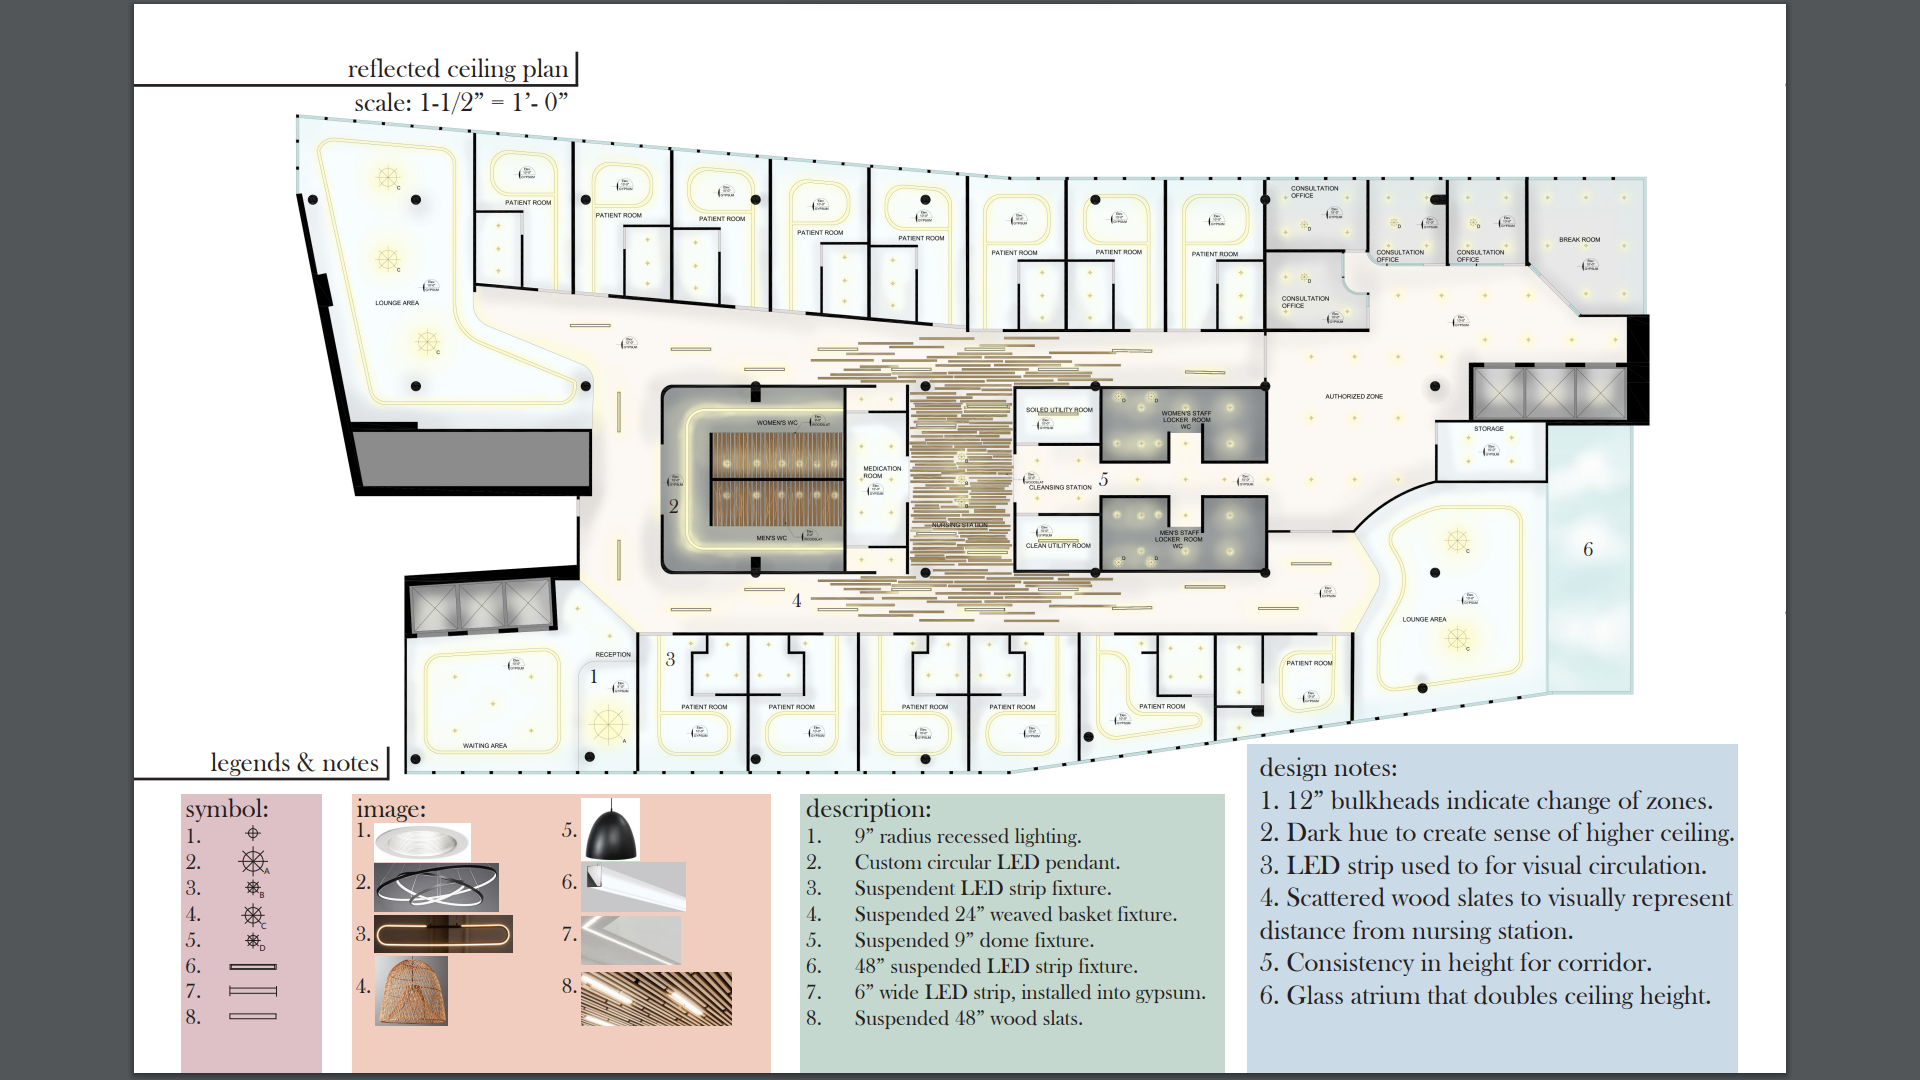 reflected ceiling plan
scale: 1-1/2” = 1’- 0”
CONSULTATION
OFFICE
PATIENT ROOM
PATIENT ROOM
PATIENT ROOM
PATIENT ROOM
PATIENT ROOM
PATIENT ROOM
PATIENT ROOM
PATIENT ROOM
CONSULTATION
OFFICE
CONSULTATION
OFFICE
BREAK ROOM
CONSULTATION
OFFICE
LOUNGE AREA
AUTHORIZED ZONE
SOILED UTILITY ROOM
WOMEN'S STAFF
LOCKER ROOM
WC
WOMEN'S WC
STORAGE
MEDICATION
ROOM
CLEANSING STATION
5
2
NURSING STATION
MEN'S WC
CLEAN UTILITY ROOM
MEN'S STAFF
LOCKER ROOM
WC
6
4
LOUNGE AREA
RECEPTION
3
1
PATIENT ROOM
PATIENT ROOM
PATIENT ROOM
PATIENT ROOM
PATIENT ROOM
PATIENT ROOM
WAITING AREA
legends & notes
symbol:
1.
2.
A
3.
B
4.
C
5.
D
6.
7.
8.
image:
1.
2.
3.
4.
5.
6.
7.
8.
description:
1. 9” radius recessed lighting.
2. Custom circular LED pendant.
3. Suspendent LED strip fixture.
4. Suspended 24” weaved basket fixture.
5. Suspended 9” dome fixture.
6. 48” suspended LED strip fixture.
7. 6” wide LED strip, installed into gypsum.
8. Suspended 48” wood slats.
design notes:
1. 12” bulkheads indicate change of zones.
2. Dark hue to create sense of higher ceiling.
3. LED strip used to for visual circulation.
4. Scattered wood slates to visually represent
distance from nursing station.
5. Consistency in height for corridor.
6. Glass atrium that doubles ceiling height.